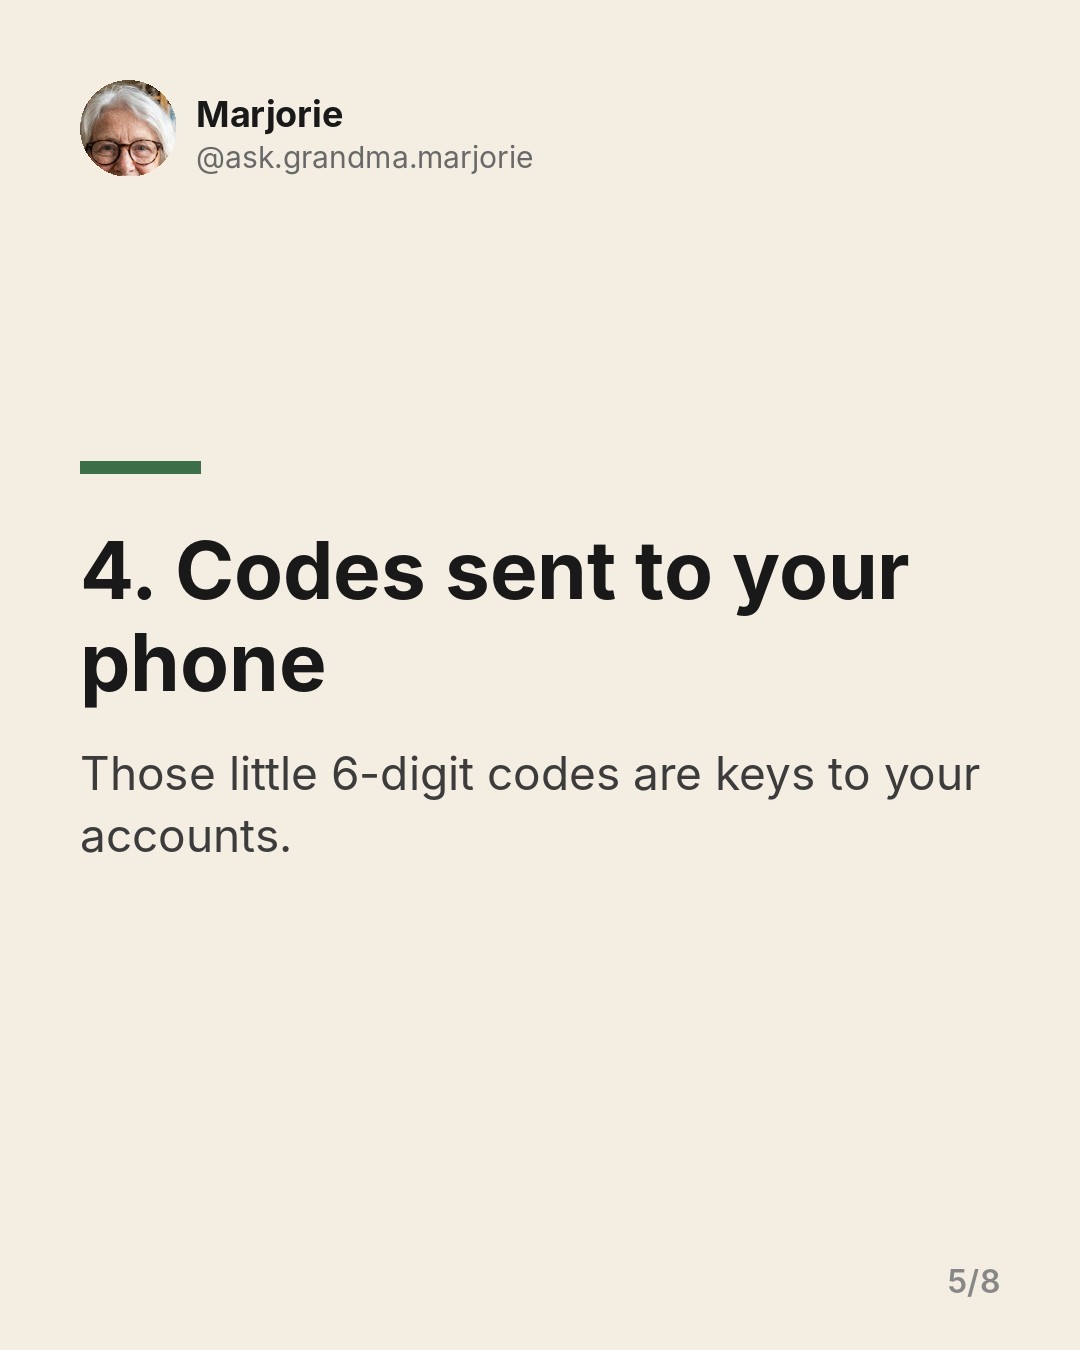 Marjorie
@ask.grandma.marjorie
4. Codes sent to your
phone
Those little 6-digit codes are keys to your
accounts.
5/8